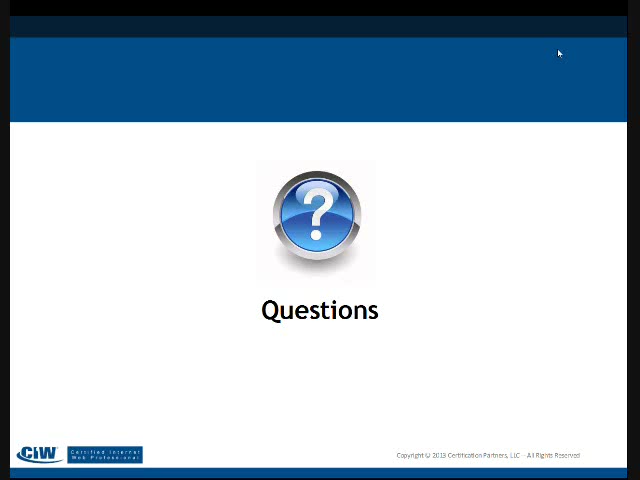 ?
Questions
CIW
Certified Internet
Web Professional
Copyright © 2013 Certification Partners, LLC – All Rights Reserved